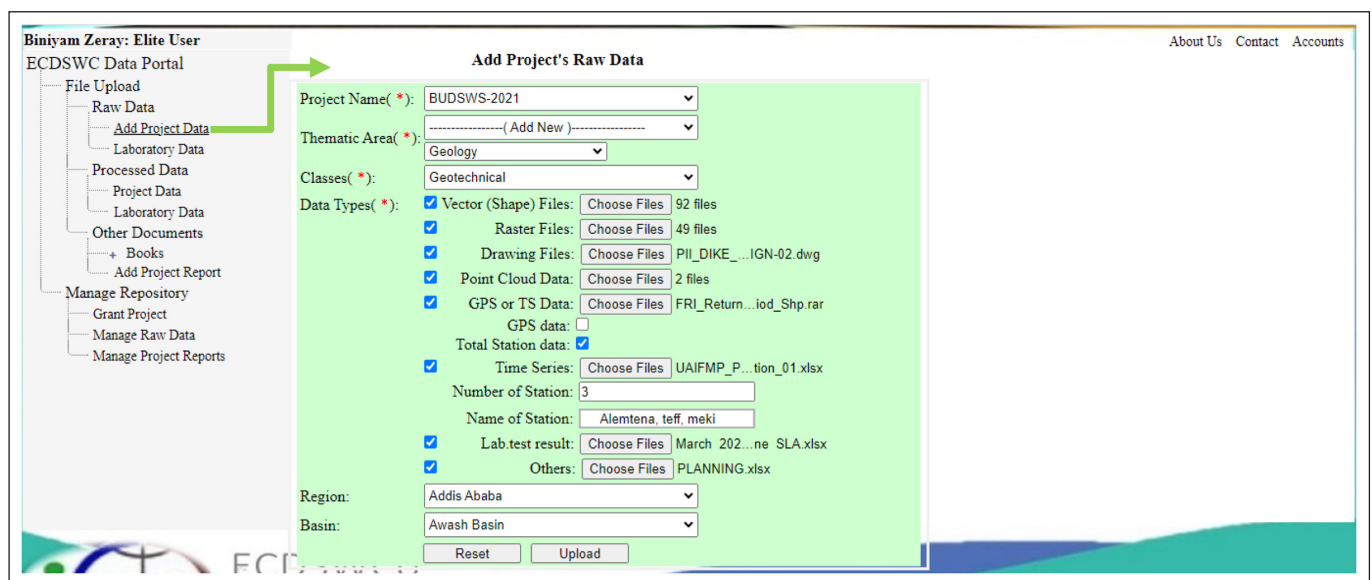 Biniyam Zeray: Elite User
About Us Contact Accounts
ECDSWC Data Portal
File Upload
Raw Data
Add Project Data
Laboratory Data
Processed Data
Project Data
Laboratory Data
Other Documents
+ Books
Add Project Report
Manage Repository
Grant Project
Manage Raw Data
Manage Project Reports
Add Project's Raw Data
Project Name( *): BUDSWS-2021
Thematic Area( *): -----------------( Add New )-----------------
Geology
Classes( *): Geotechnical
Data Types( *): Vector (Shape) Files: Choose Files 92 files
Raster Files: Choose Files 49 files
Drawing Files: Choose Files PII_DIKE_...IGN-02.dwg
Point Cloud Data: Choose Files 2 files
GPS or TS Data: Choose Files FRI_Return...iod_Shp.rar
GPS data:
Total Station data:
Time Series: Choose Files UAIFMP_P...tion_01.xlsx
Number of Station: 3
Name of Station: Alemtena, teff, meki
Lab.test result: Choose Files March 202...ne SLA.xlsx
Others: Choose Files PLANNING.xlsx
Region: Addis Ababa
Basin: Awash Basin
Reset Upload